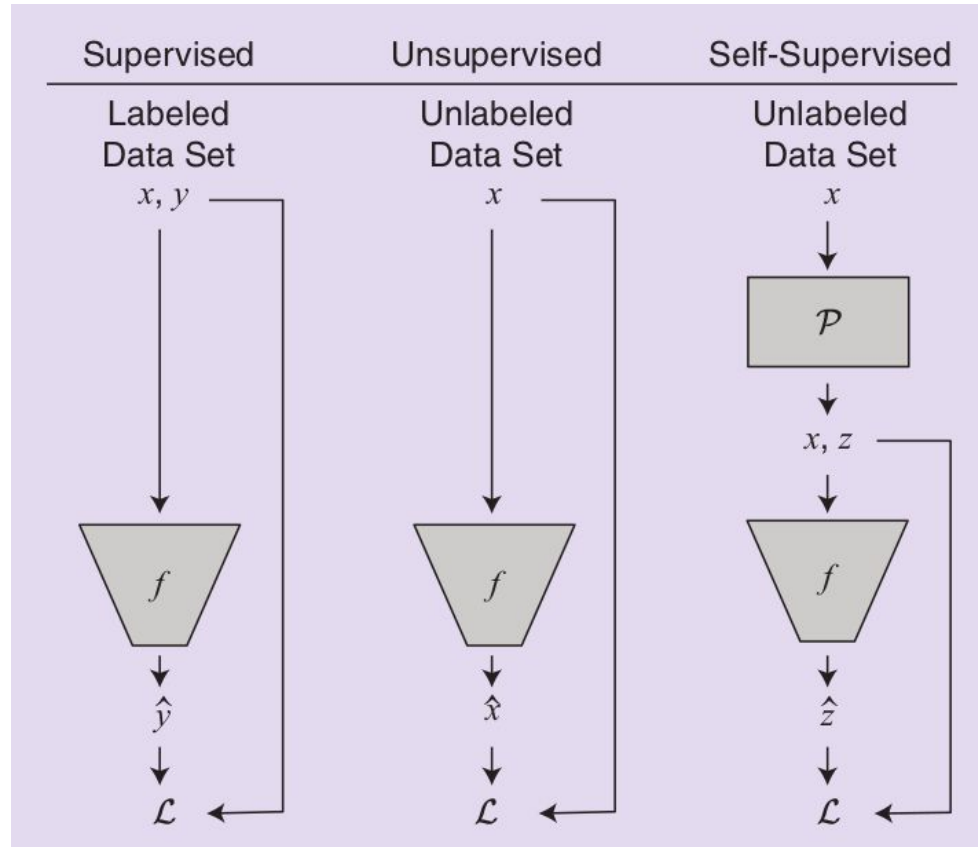 Supervised
Unsupervised
Self-Supervised
Labeled
Data Set
x, y
f
ŷ
ℒ
Unlabeled
Data Set
x
f
x̂
ℒ
Unlabeled
Data Set
x
𝒫
x, z
f
ẑ
ℒ